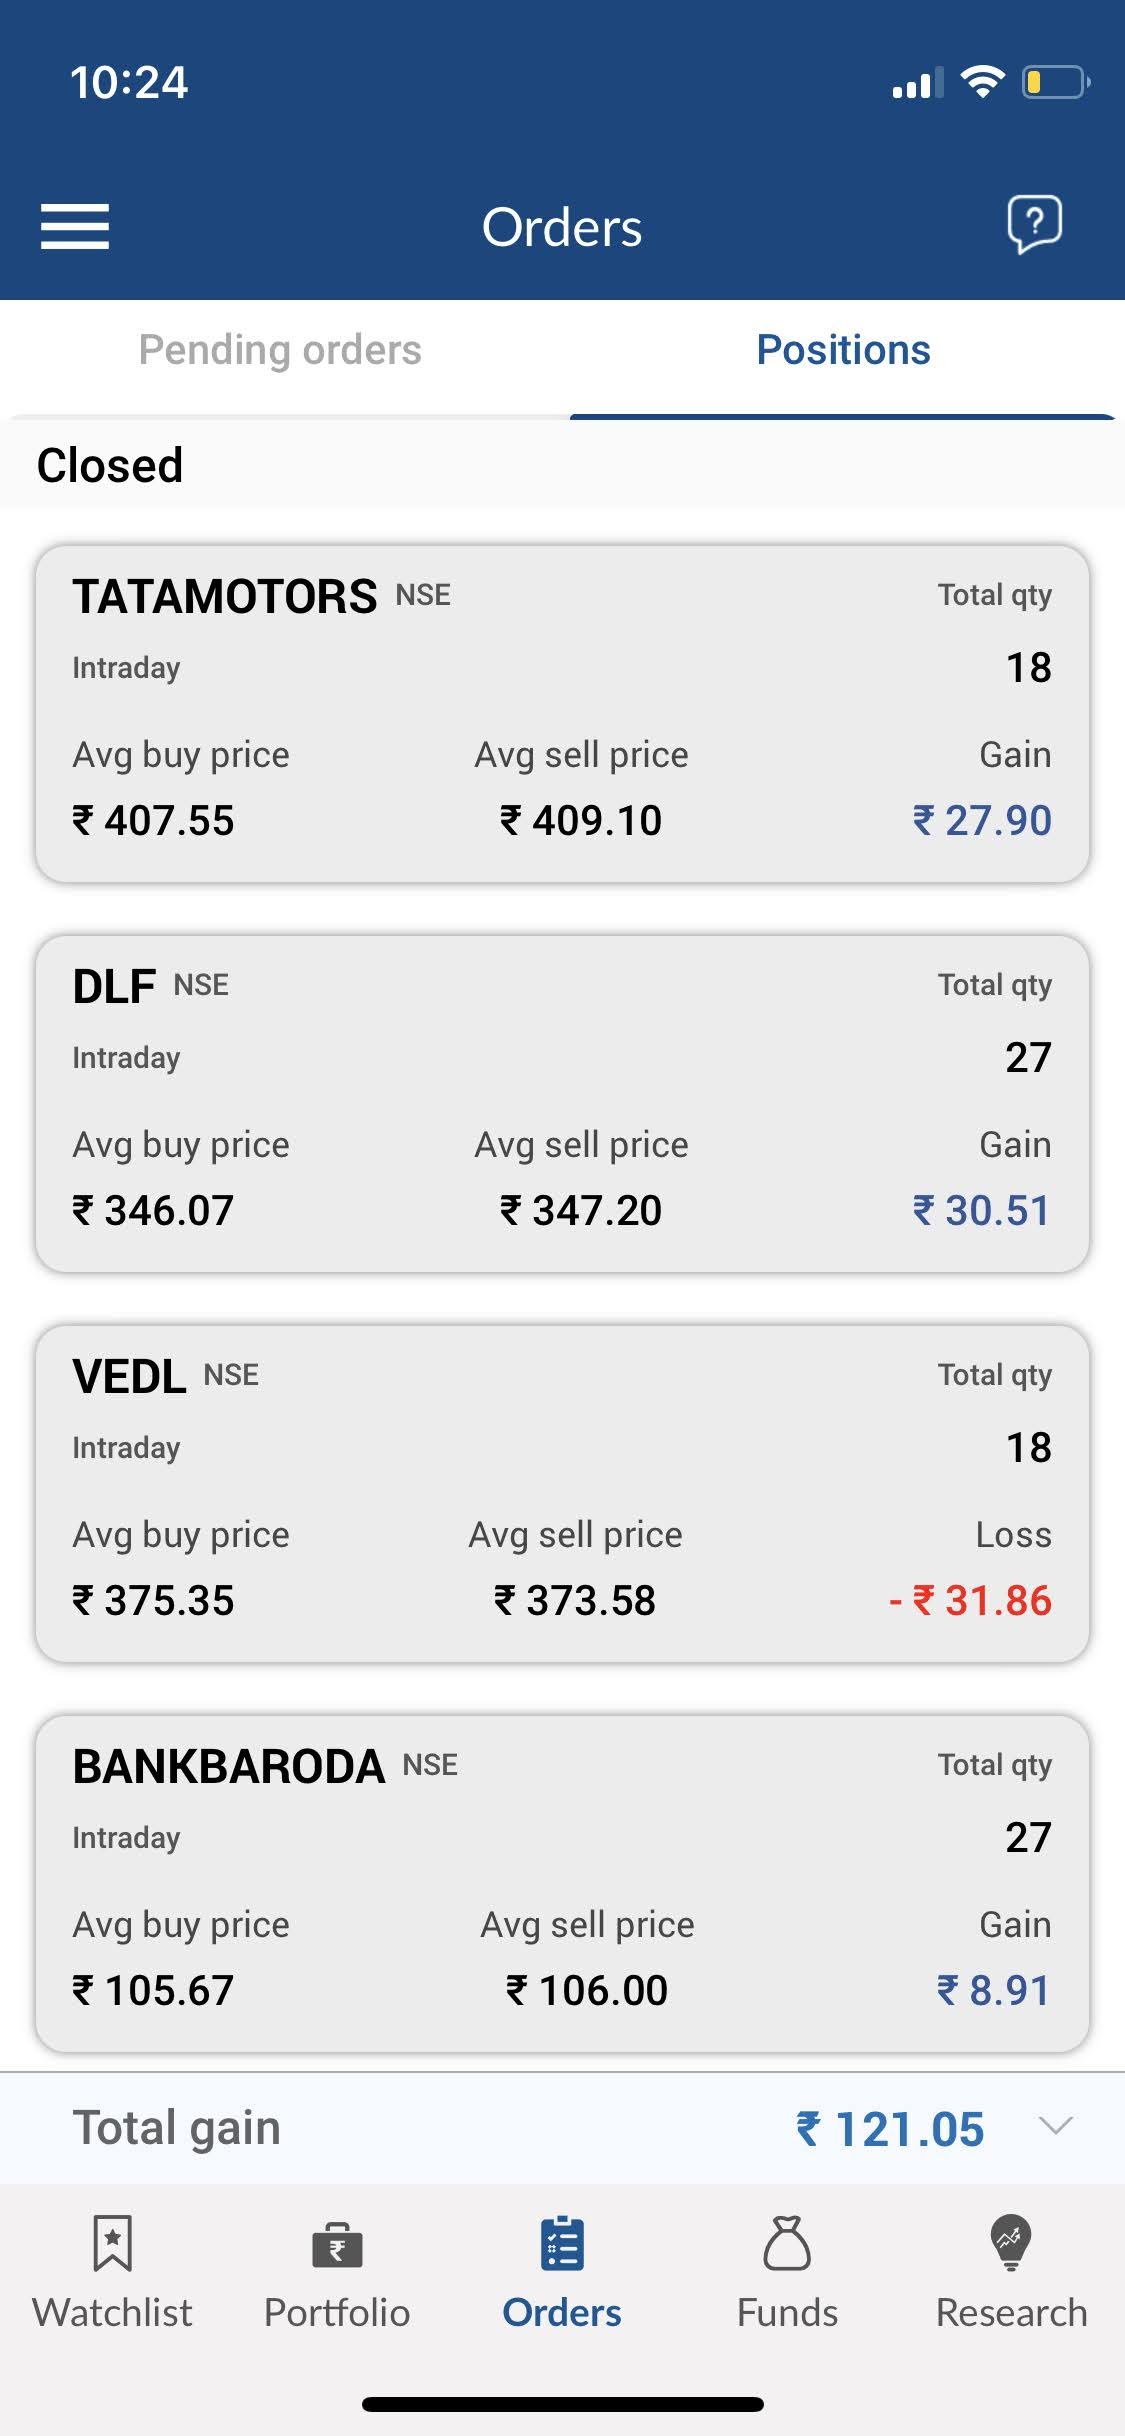 10:24
Orders
Pending orders Positions
Closed
TATAMOTORS NSE Total qty
Intraday 18
Avg buy price Avg sell price Gain
₹ 407.55 ₹ 409.10 ₹ 27.90
DLF NSE Total qty
Intraday 27
Avg buy price Avg sell price Gain
₹ 346.07 ₹ 347.20 ₹ 30.51
VEDL NSE Total qty
Intraday 18
Avg buy price Avg sell price Loss
₹ 375.35 ₹ 373.58 - ₹ 31.86
BANKBARODA NSE Total qty
Intraday 27
Avg buy price Avg sell price Gain
₹ 105.67 ₹ 106.00 ₹ 8.91
Total gain ₹ 121.05
Watchlist Portfolio Orders Funds Research